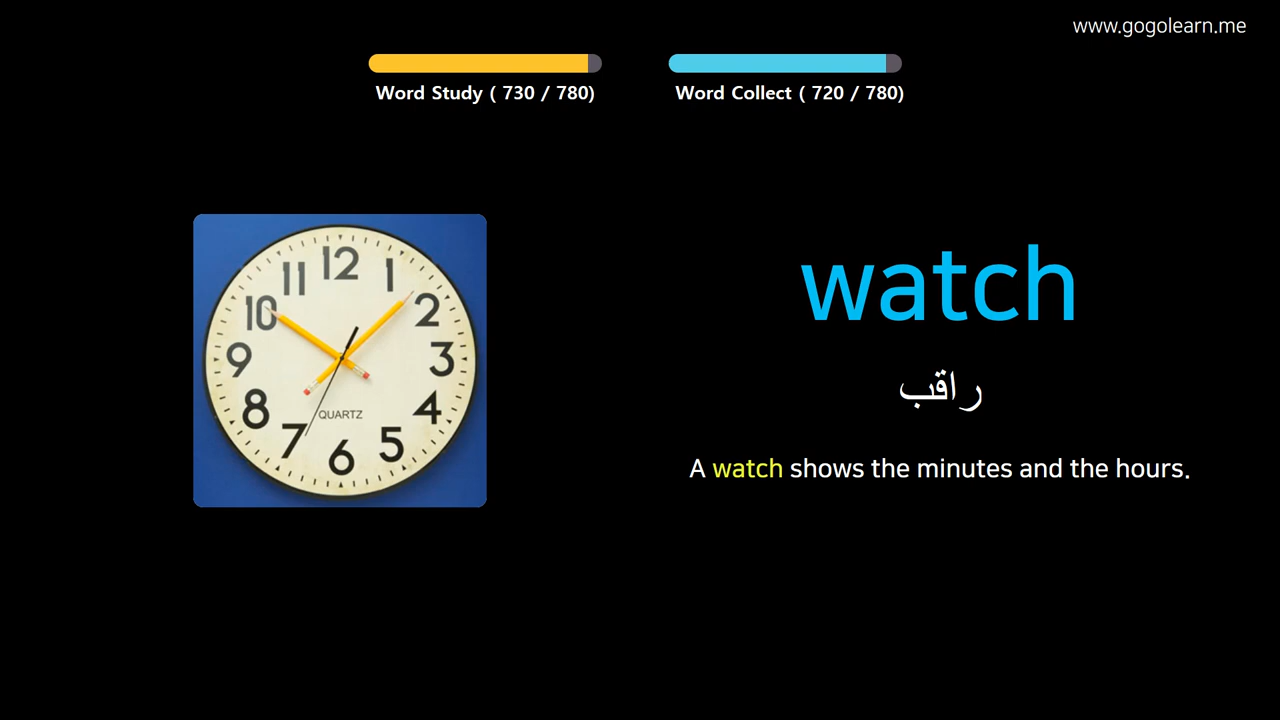 www.gogolearn.me
Word Study ( 730 / 780)
Word Collect ( 720 / 780)
12
11
1
10
2
9
3
8
4
7
5
6
QUARTZ
watch
راقب
A watch shows the minutes and the hours.